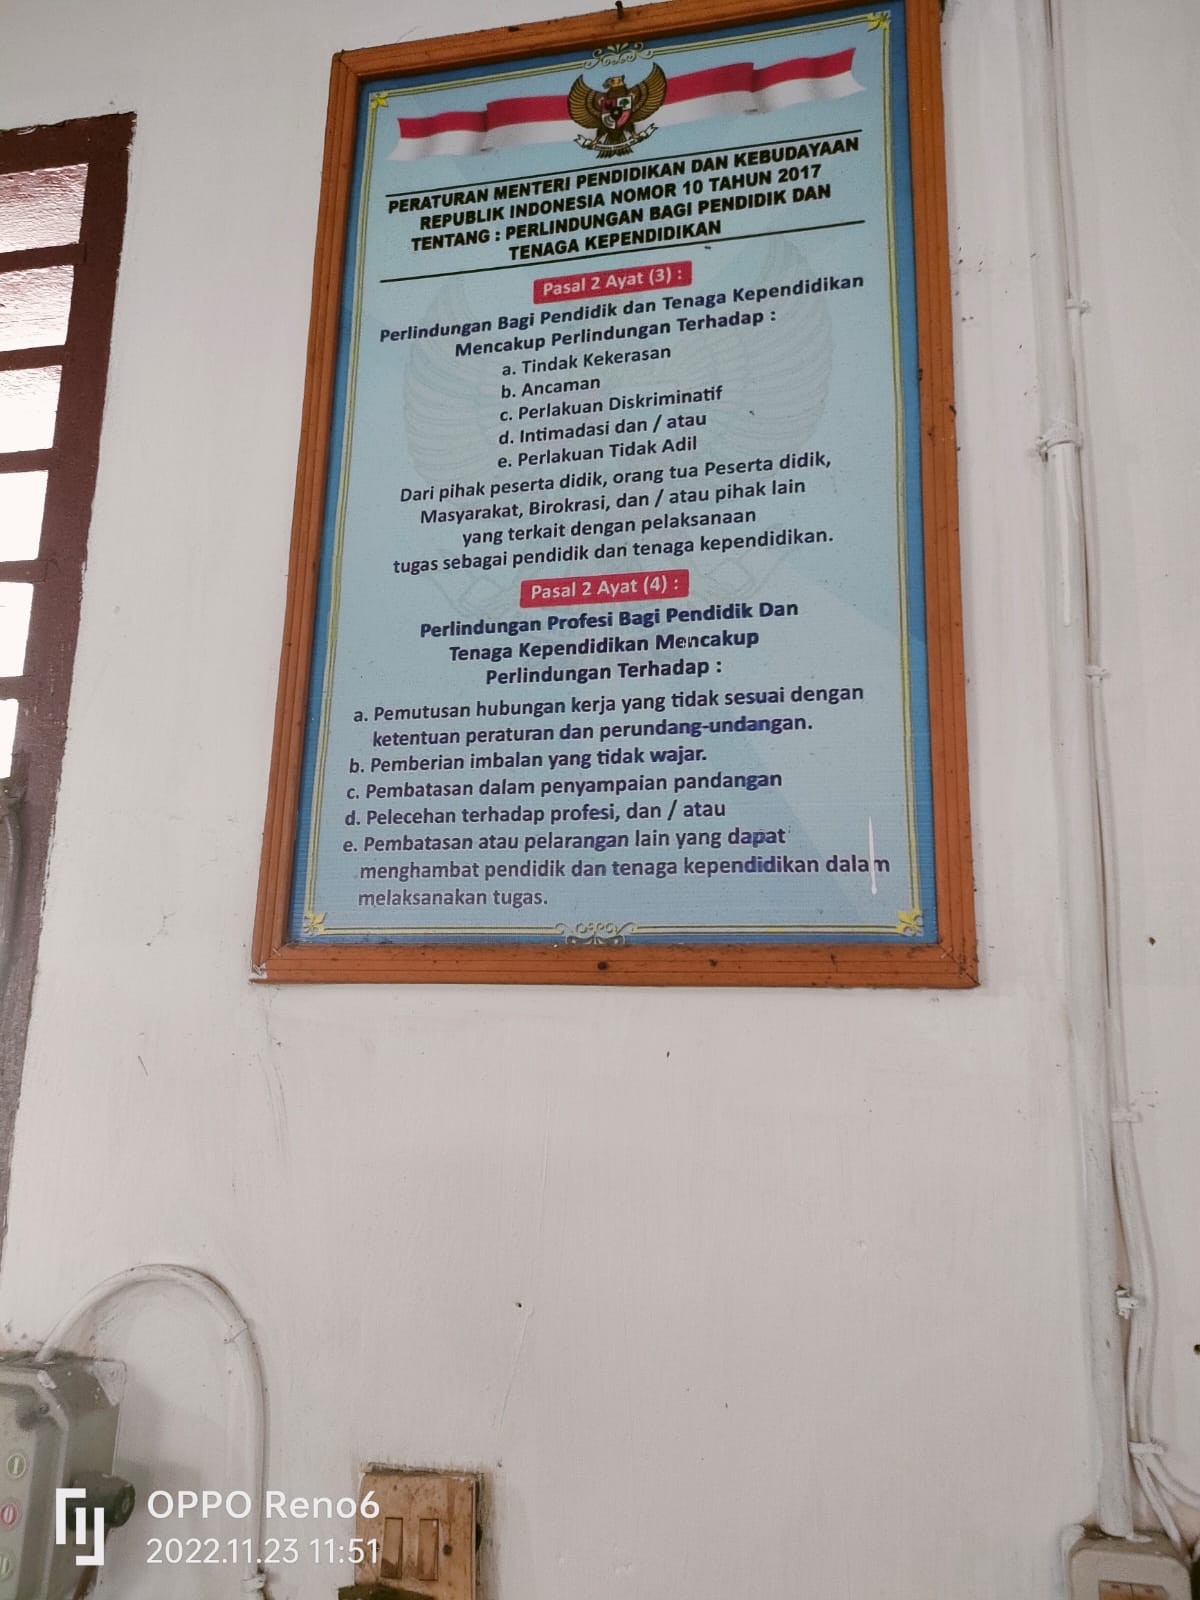 PERATURAN MENTERI PENDIDIKAN DAN KEBUDAYAAN
REPUBLIK INDONESIA NOMOR 10 TAHUN 2017
TENTANG : PERLINDUNGAN BAGI PENDIDIK DAN
TENAGA KEPENDIDIKAN
Pasal 2 Ayat (3) :
Perlindungan Bagi Pendidik dan Tenaga Kependidikan
Mencakup Perlindungan Terhadap :
a. Tindak Kekerasan
b. Ancaman
c. Perlakuan Diskriminatif
d. Intimadasi dan / atau
e. Perlakuan Tidak Adil
Dari pihak peserta didik, orang tua Peserta didik,
Masyarakat, Birokrasi, dan / atau pihak lain
yang terkait dengan pelaksanaan
tugas sebagai pendidik dan tenaga kependidikan.
Pasal 2 Ayat (4) :
Perlindungan Profesi Bagi Pendidik Dan
Tenaga Kependidikan Mencakup
Perlindungan Terhadap :
a. Pemutusan hubungan kerja yang tidak sesuai dengan
ketentuan peraturan dan perundang-undangan.
b. Pemberian imbalan yang tidak wajar.
c. Pembatasan dalam penyampaian pandangan
d. Pelecehan terhadap profesi, dan / atau
e. Pembatasan atau pelarangan lain yang dapat
menghambat pendidik dan tenaga kependidikan dalam
melaksanakan tugas.
OPPO Reno6
2022.11.23 11:51